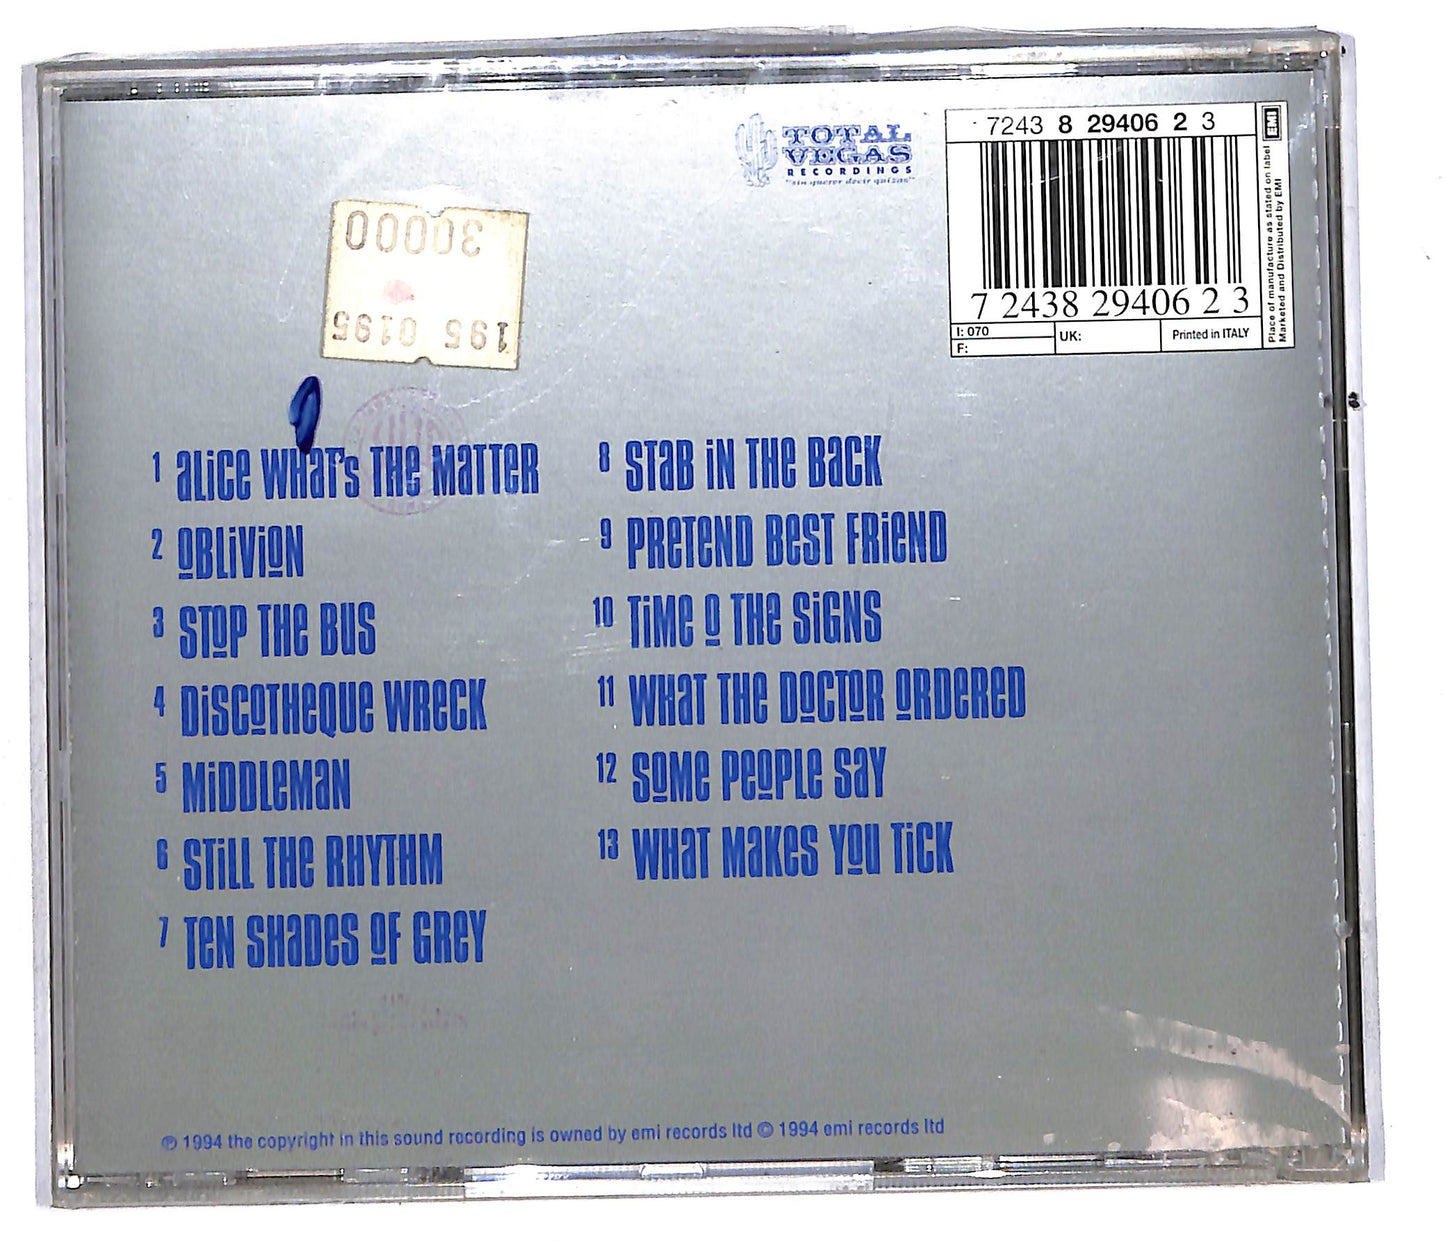 TOTAL
VEGAS
RECORDINGS
"sin querer decir quizas"
7243 8 29406 2 3
EMI
7 24382 94062 3
I: 070
F:
UK:
Printed in ITALY
Place of manufacture as stated on label
Marketed and Distributed by EMI
30000
195 0195
1 aLiCe WHaT's THe MaTTeR
2 OBLiViON
3 STOP THe BUS
4 DiSCOTHeQUe WReCK
5 MiDDLeMaN
6 STiLL THe RHYTHM
7 TeN SHaDeS OF GReY
8 STaB iN THe BaCK
9 PReTeND BeST FRieND
10 TiMe O THe SiGNS
11 WHaT THe DOCTOR ORDeReD
12 SOMe PeOPLe SaY
13 WHaT MaKeS YOU TiCK
℗ 1994 the copyright in this sound recording is owned by emi records ltd © 1994 emi records ltd